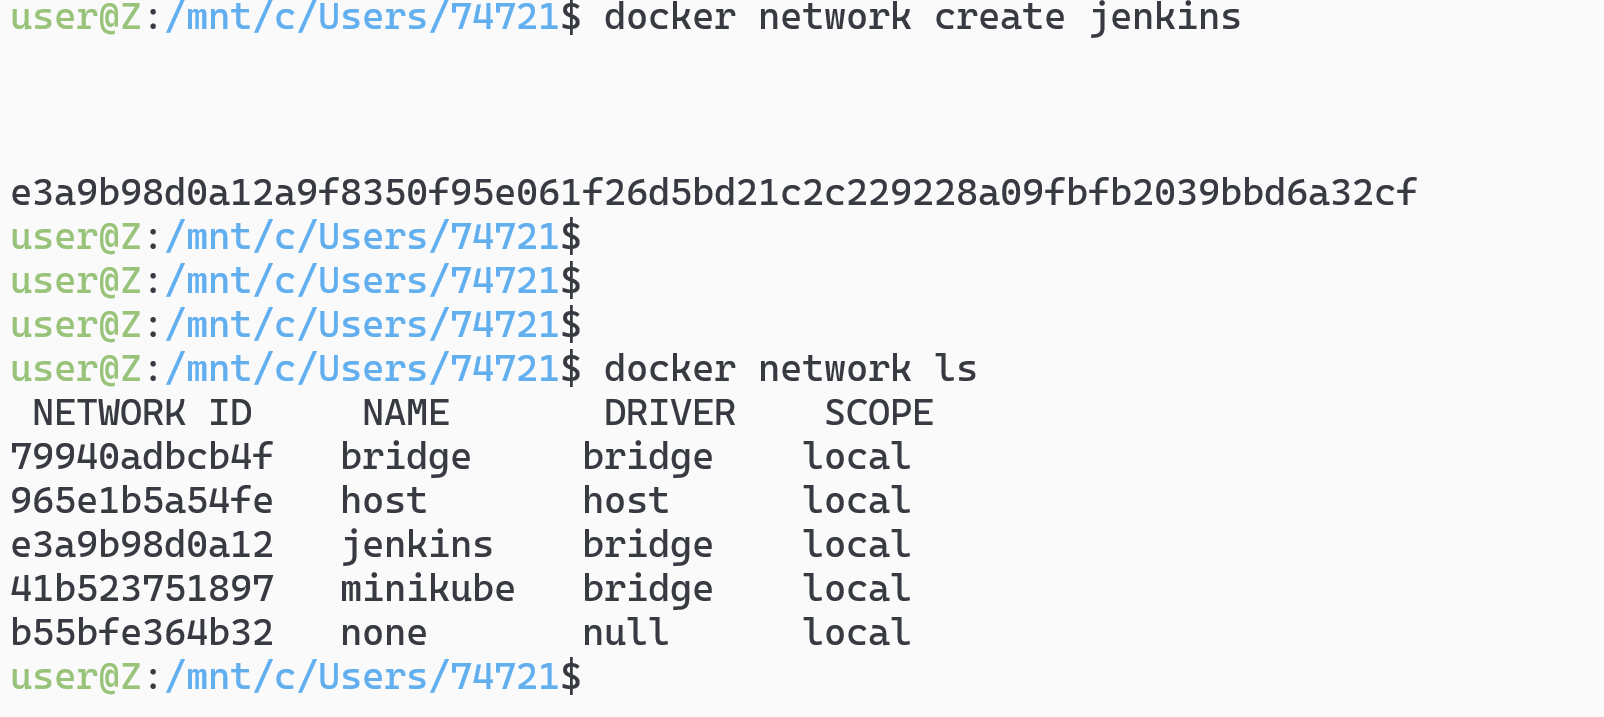 user@Z:/mnt/c/Users/74721$ docker network create jenkins
e3a9b98d0a12a9f8350f95e061f26d5bd21c2c229228a09fbfb2039bbd6a32cf
user@Z:/mnt/c/Users/74721$
user@Z:/mnt/c/Users/74721$
user@Z:/mnt/c/Users/74721$
user@Z:/mnt/c/Users/74721$ docker network ls
NETWORK ID     NAME       DRIVER    SCOPE
79940adbcb4f   bridge     bridge    local
965e1b5a54fe   host       host      local
e3a9b98d0a12   jenkins    bridge    local
41b523751897   minikube   bridge    local
b55bfe364b32   none       null      local
user@Z:/mnt/c/Users/74721$